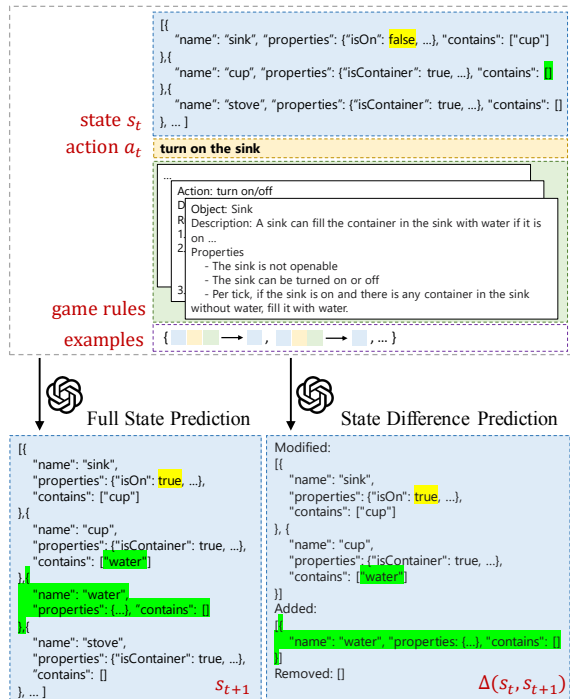 [{
"name": "sink", "properties": {"isOn": false, …}, "contains": ["cup"]
},{
"name": "cup", "properties": {"isContainer": true, …}, "contains": []
},{
"name": "stove", "properties": {"isContainer": true, …}, "contains": []
}, … ]
state s_t
action a_t
turn on the sink
...
Action: turn on/off
D
R
1.
2.
3.
Object: Sink
Description: A sink can fill the container in the sink with water if it is
on ...
Properties
- The sink is not openable
- The sink can be turned on or off
- Per tick, if the sink is on and there is any container in the sink
without water, fill it with water.
game rules
examples
{ , , … }
Full State Prediction
[{
"name": "sink",
"properties": {"isOn": true, …},
"contains": ["cup"]
},{
"name": "cup",
"properties": {"isContainer": true, …},
"contains": ["water"]
},{
"name": "water",
"properties": {…}, "contains": []
},{
"name": "stove",
"properties": {"isContainer": true, …},
"contains": []
}, … ]
s_{t+1}
State Difference Prediction
Modified:
[{
"name": "sink",
"properties": {"isOn": true, …},
"contains": ["cup"]
}, {
"name": "cup",
"properties": {"isContainer": true, …},
"contains": ["water"]
}]
Added:
[{
"name": "water", "properties: {…}, "contains": []
}]
Removed: []
Δ(s_t, s_{t+1})